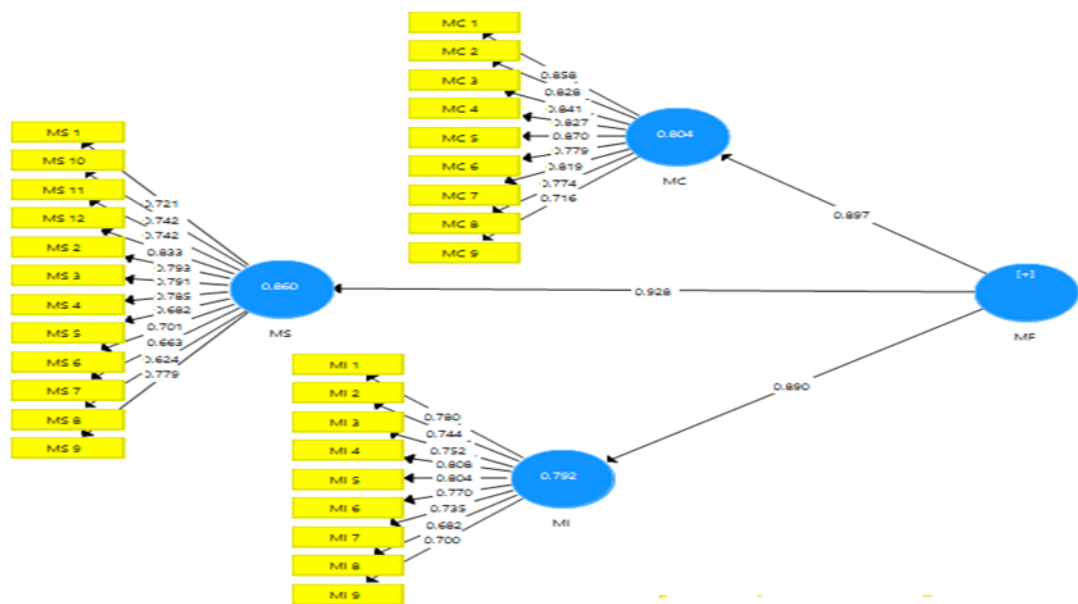 MC 1
MC 2
MC 3
MC 4
MC 5
MC 6
MC 7
MC 8
MC 9
0.858
0.828
0.841
0.827
0.870
0.779
0.819
0.774
0.716
0.804
MC
MS 1
MS 10
MS 11
MS 12
MS 2
MS 3
MS 4
MS 5
MS 6
MS 7
MS 8
MS 9
0.721
0.742
0.742
0.833
0.793
0.791
0.785
0.682
0.701
0.663
0.624
0.779
0.860
MS
0.897
0.928
0.890
[+]
MI 1
MI 2
MI 3
MI 4
MI 5
MI 6
MI 7
MI 8
MI 9
0.780
0.744
0.752
0.808
0.804
0.770
0.735
0.682
0.700
0.792
MI